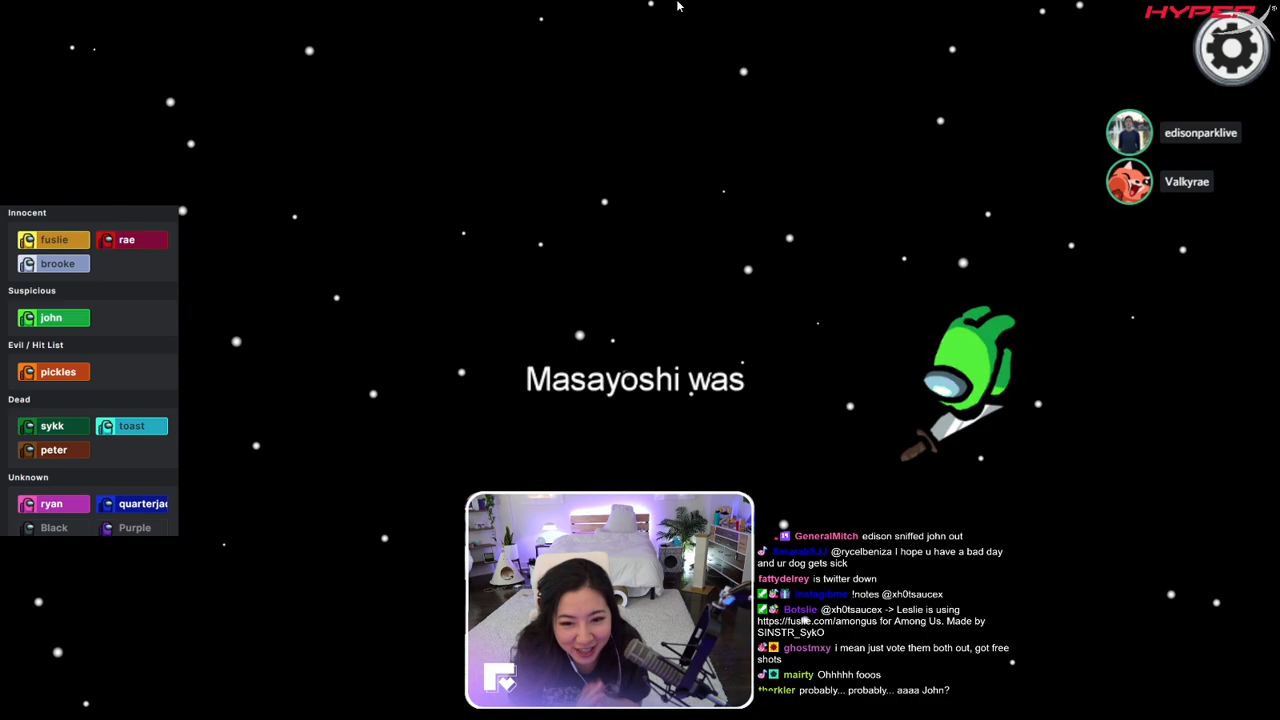 HYPERX
edisonparklive
Valkyrae
Innocent
fuslie
rae
brooke
Suspicious
john
Evil / Hit List
pickles
Dead
sykk
toast
peter
Unknown
ryan
quarterjac
Black
Purple
Masayoshi was
GeneralMitch edison sniffed john out
@rycelbeniza I hope u have a bad day
and ur dog gets sick
fattydelrey is twitter down
!notes @xh0tsaucex
Botslie @xh0tsaucex -> Leslie is using
https://fuslie.com/amongus for Among Us. Made by
SINSTR_SykO
ghostmxy i mean just vote them both out, got free
shots
mairty Ohhhhh fooos
therkler probably... probably... aaaa John?